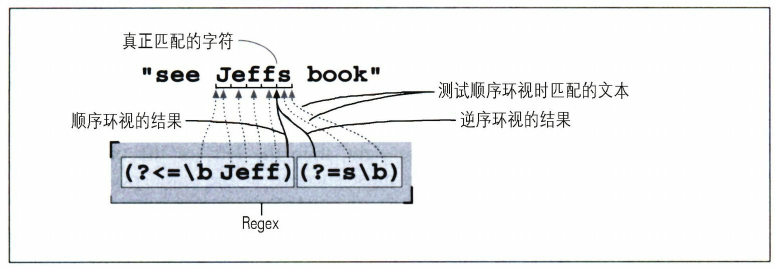 真正匹配的字符
"see Jeffs book"
测试顺序环视时匹配的文本
顺序环视的结果
逆序环视的结果
(?<=\b Jeff)(?=s\b)
Regex